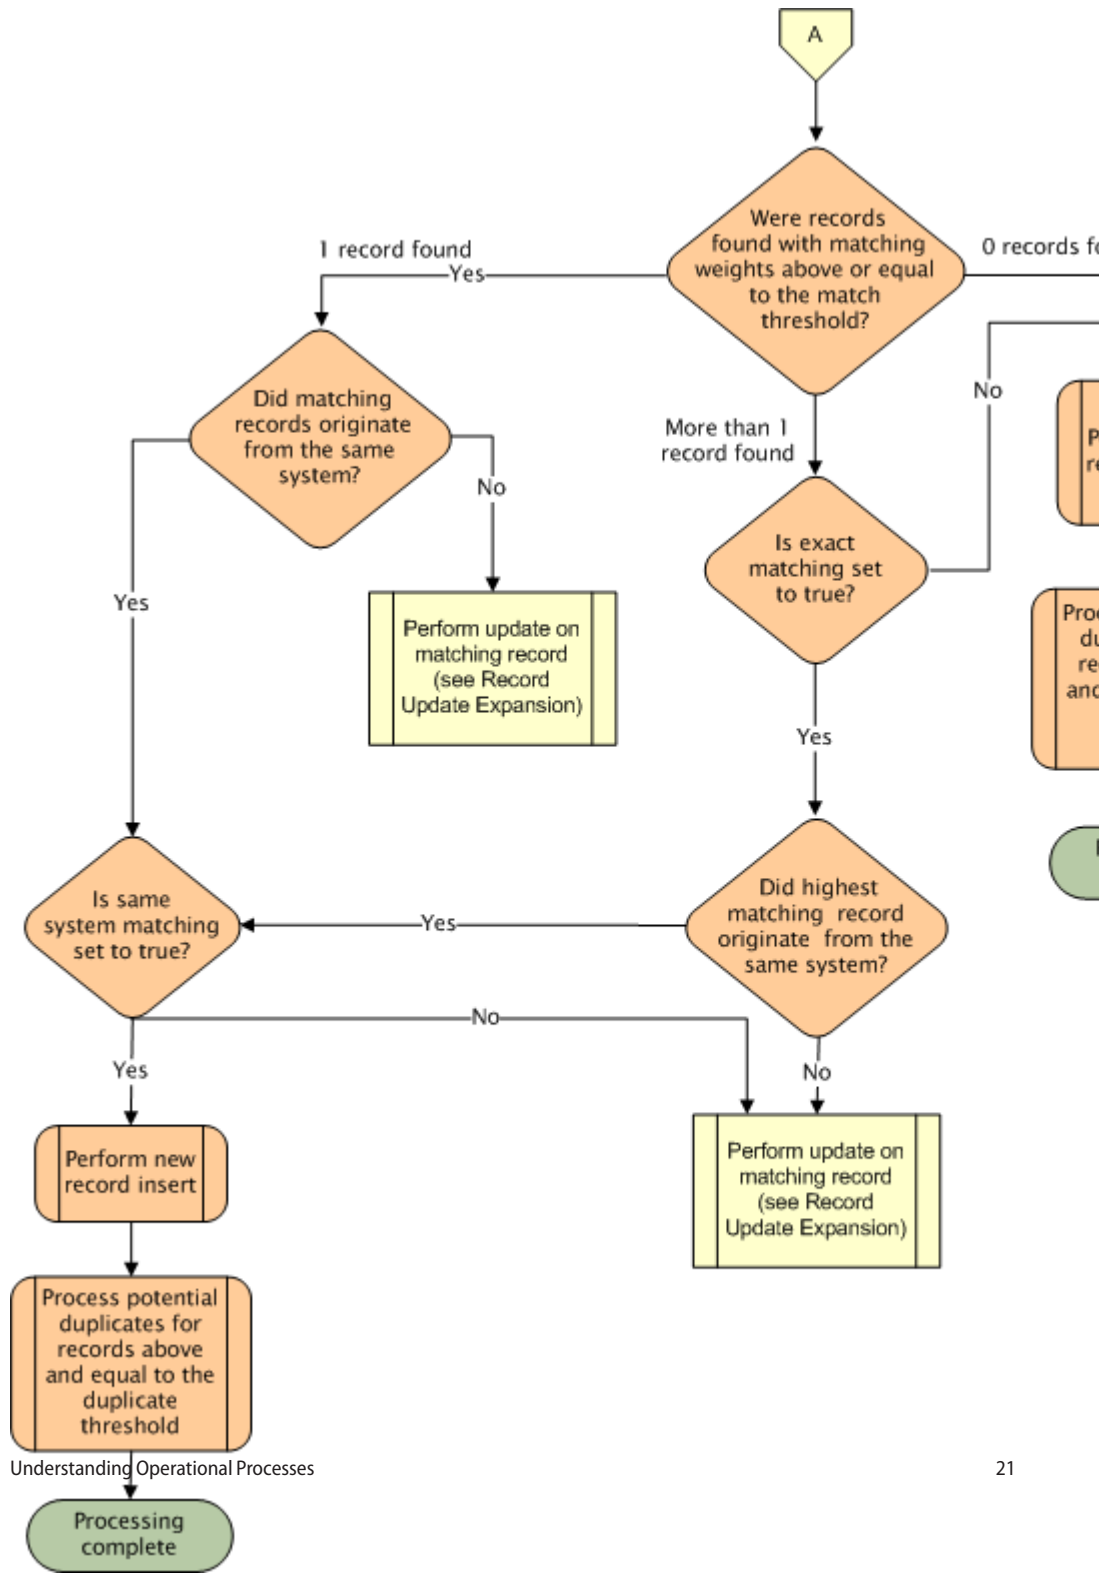 A
Were records
found with matching
weights above or equal
to the match
threshold?
1 record found
Yes
0 records
Did matching
records originate
from the same
system?
No
No
More than 1
record found
Is exact
matching set
to true?
Yes
Perform update on
matching record
(see Record
Update Expansion)
Yes
Is same
system matching
set to true?
Yes
Did highest
matching record
originate from the
same system?
No
Yes
No
Perform new
record insert
Perform update on
matching record
(see Record
Update Expansion)
Process potential
duplicates for
records above
and equal to the
duplicate
threshold
Understanding Operational Processes
21
Processing
complete